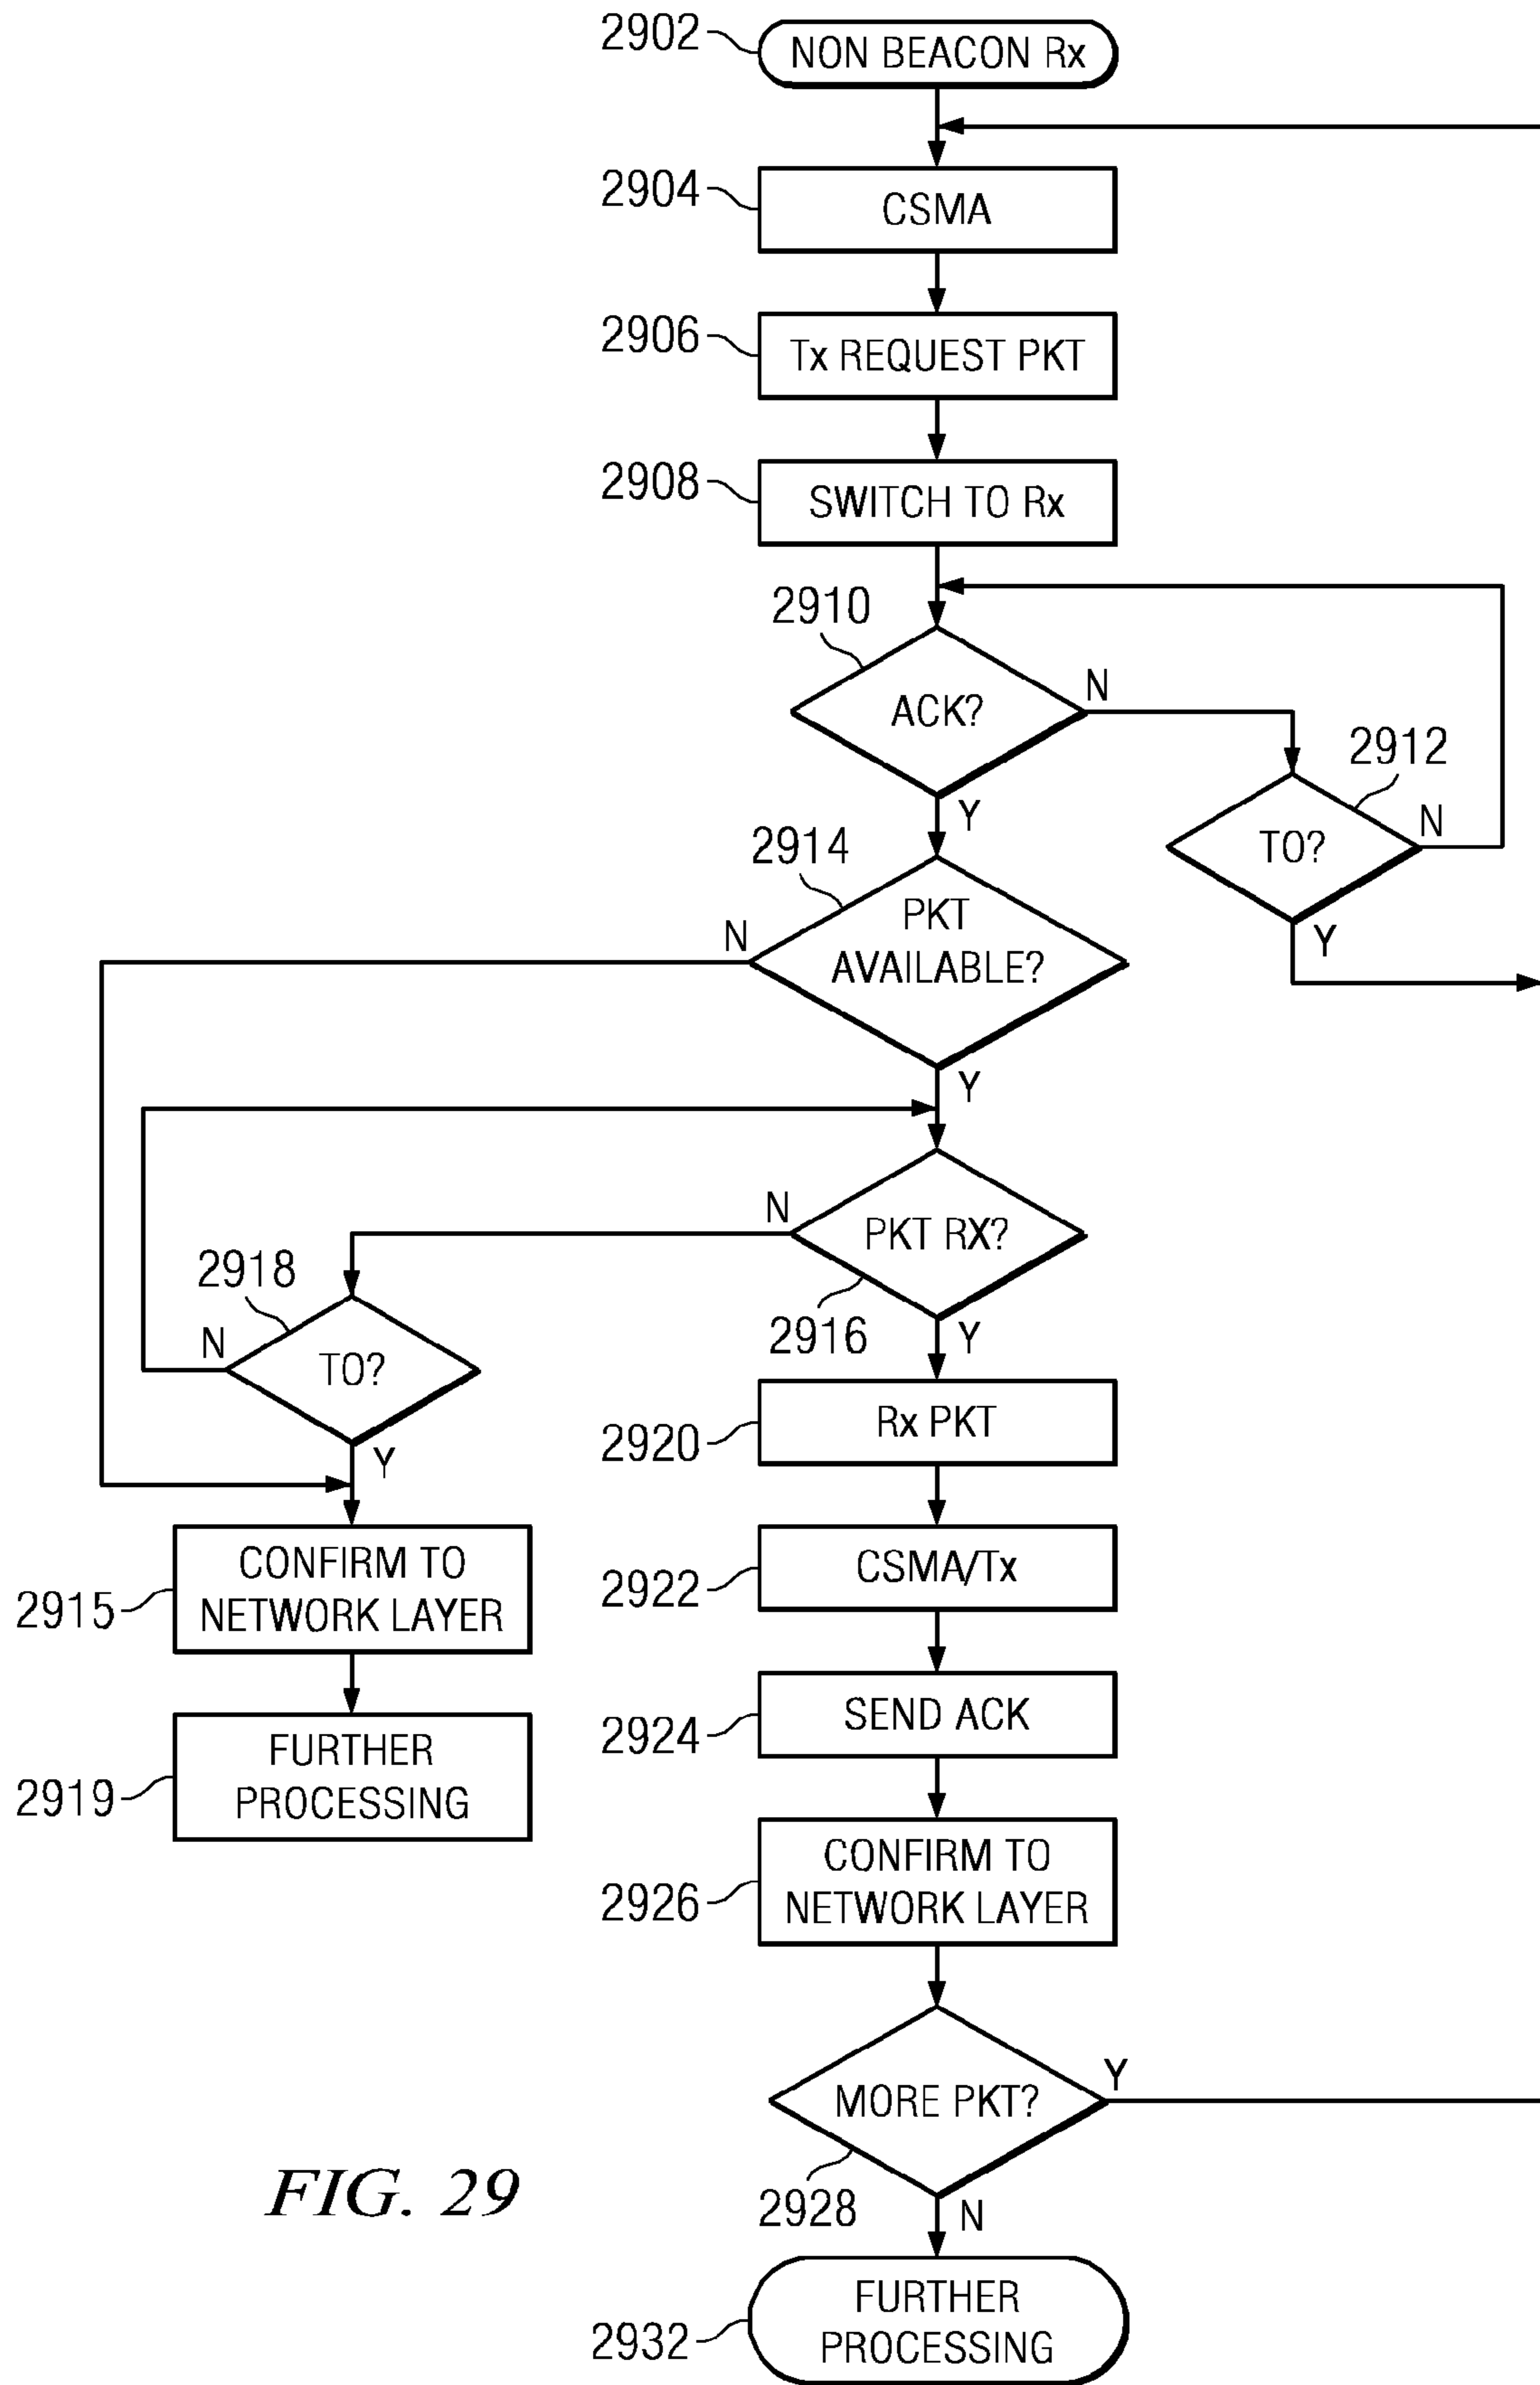 2902
NON BEACON Rx
2904
CSMA
2906
Tx REQUEST PKT
2908
SWITCH TO Rx
2910
ACK?
N
Y
2912
TO?
N
Y
2914
PKT
AVAILABLE?
N
Y
PKT RX?
N
2916
Y
2918
N
TO?
Y
2920
Rx PKT
2915
CONFIRM TO
NETWORK LAYER
2922
CSMA/Tx
2919
FURTHER
PROCESSING
2924
SEND ACK
2926
CONFIRM TO
NETWORK LAYER
MORE PKT?
Y
2928
N
2932
FURTHER
PROCESSING
FIG. 29